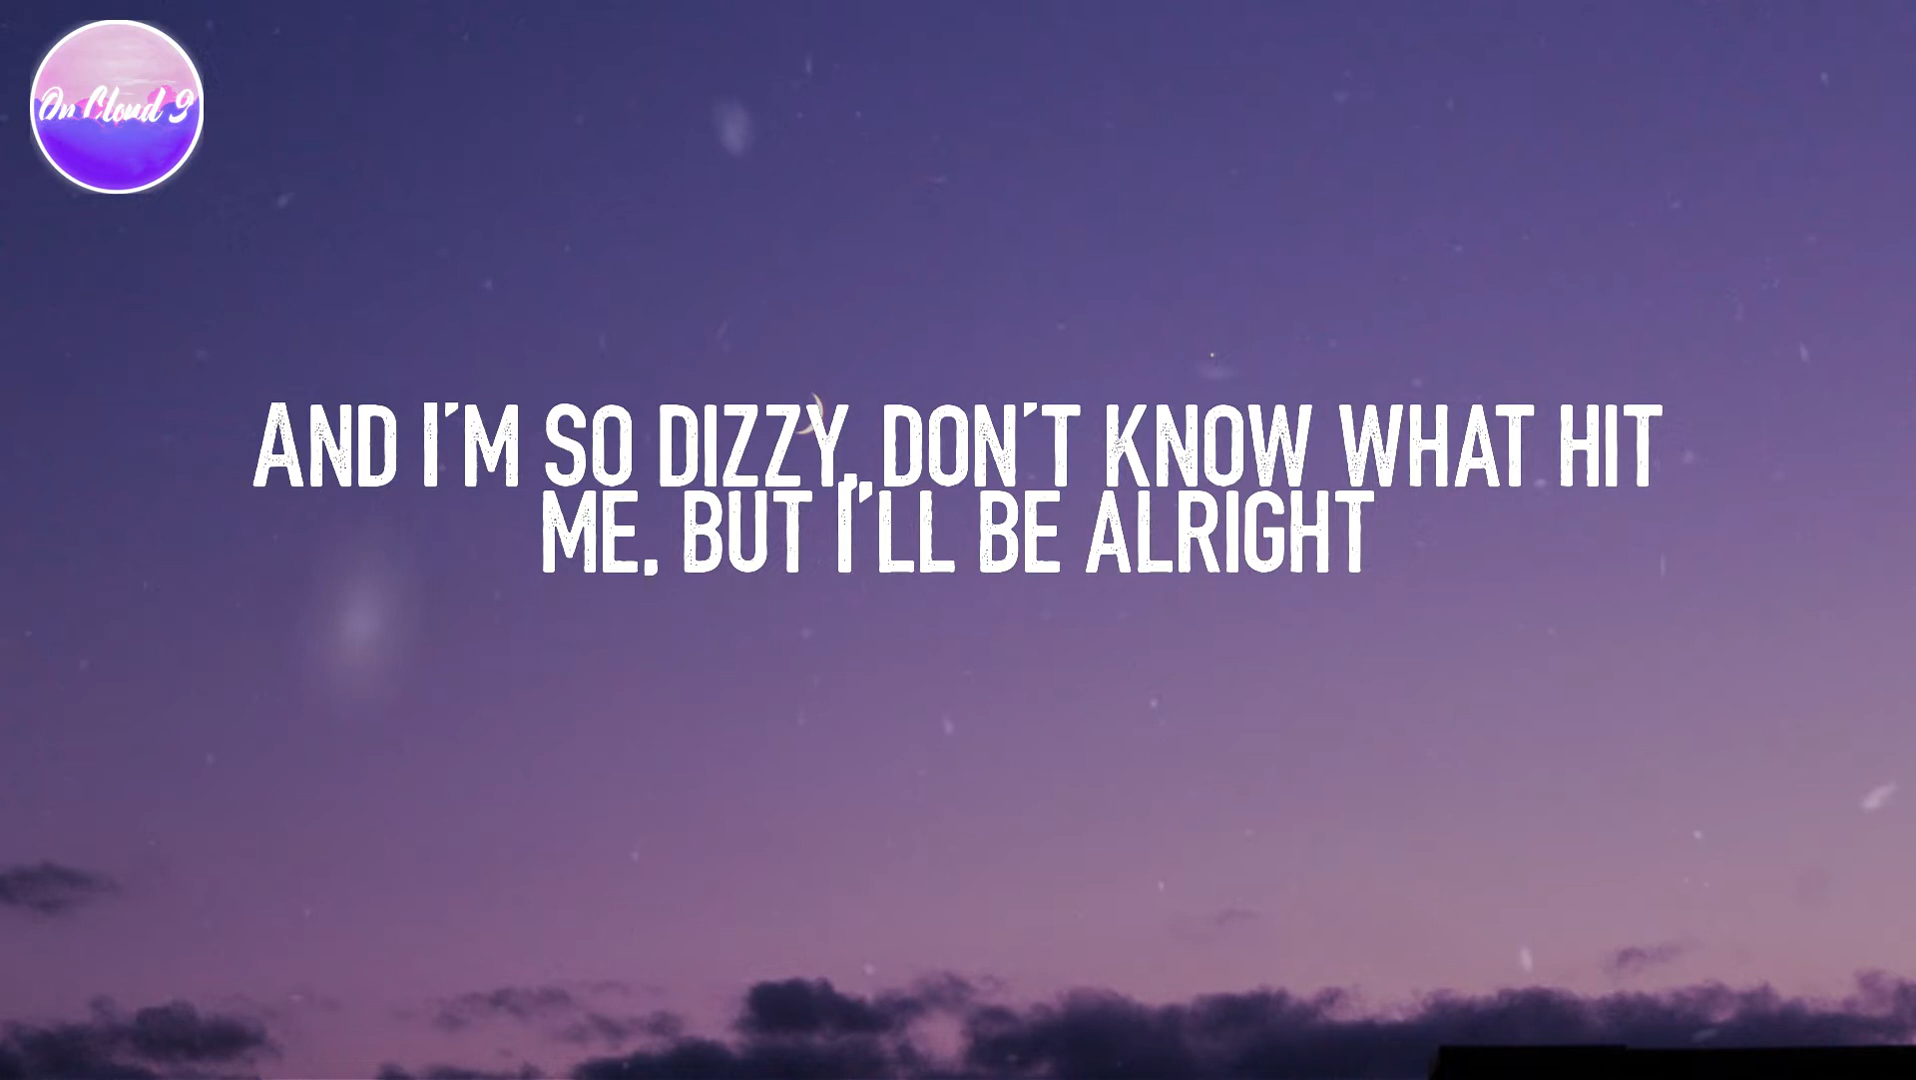 On Cloud 9
AND I'M SO DIZZY, DON'T KNOW WHAT HIT
ME, BUT I'LL BE ALRIGHT